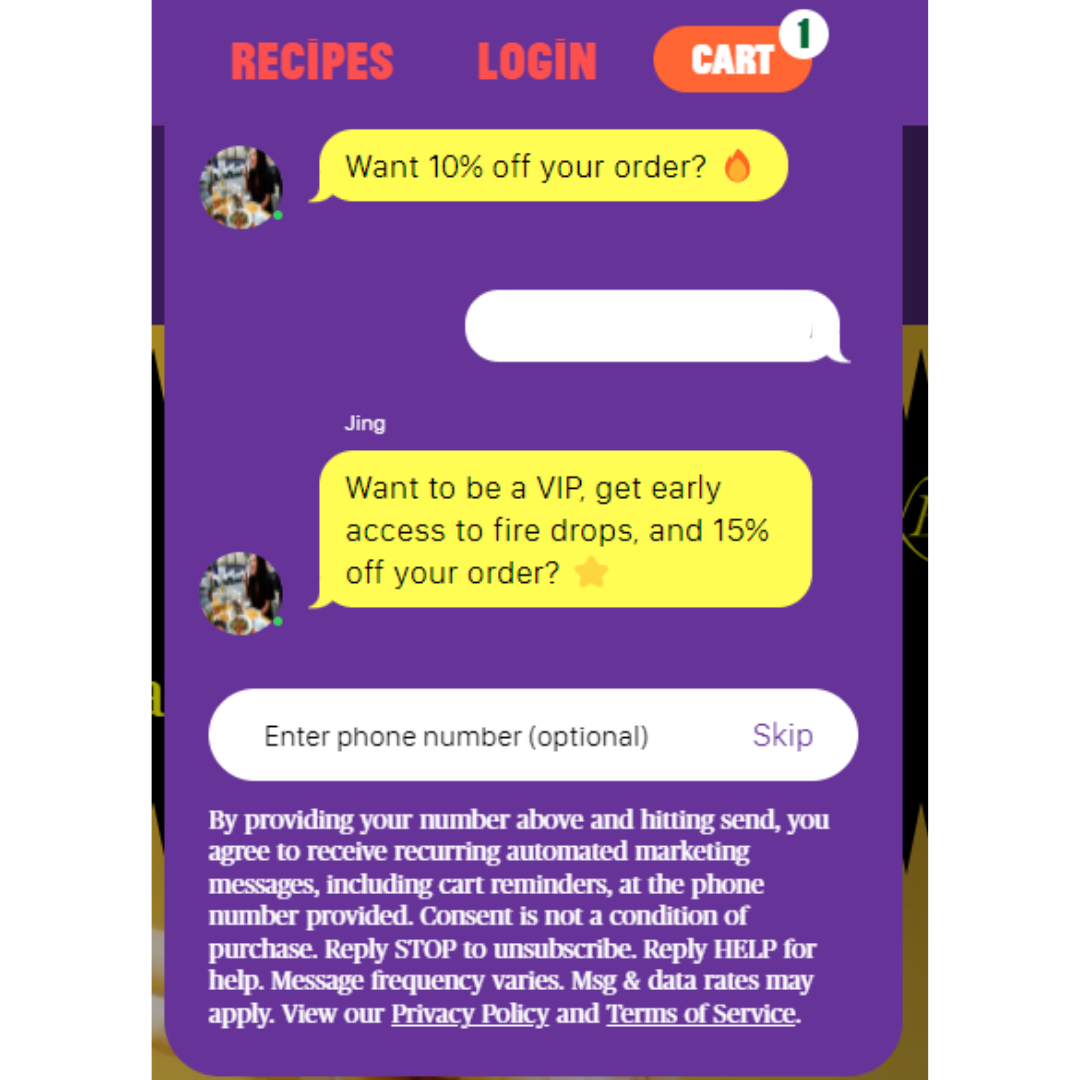 RECIPES LOGIN CART 1
Want 10% off your order?
Jing
Want to be a VIP, get early
access to fire drops, and 15%
off your order?
Enter phone number (optional) Skip
By providing your number above and hitting send, you
agree to receive recurring automated marketing
messages, including cart reminders, at the phone
number provided. Consent is not a condition of
purchase. Reply STOP to unsubscribe. Reply HELP for
help. Message frequency varies. Msg & data rates may
apply. View our Privacy Policy and Terms of Service.